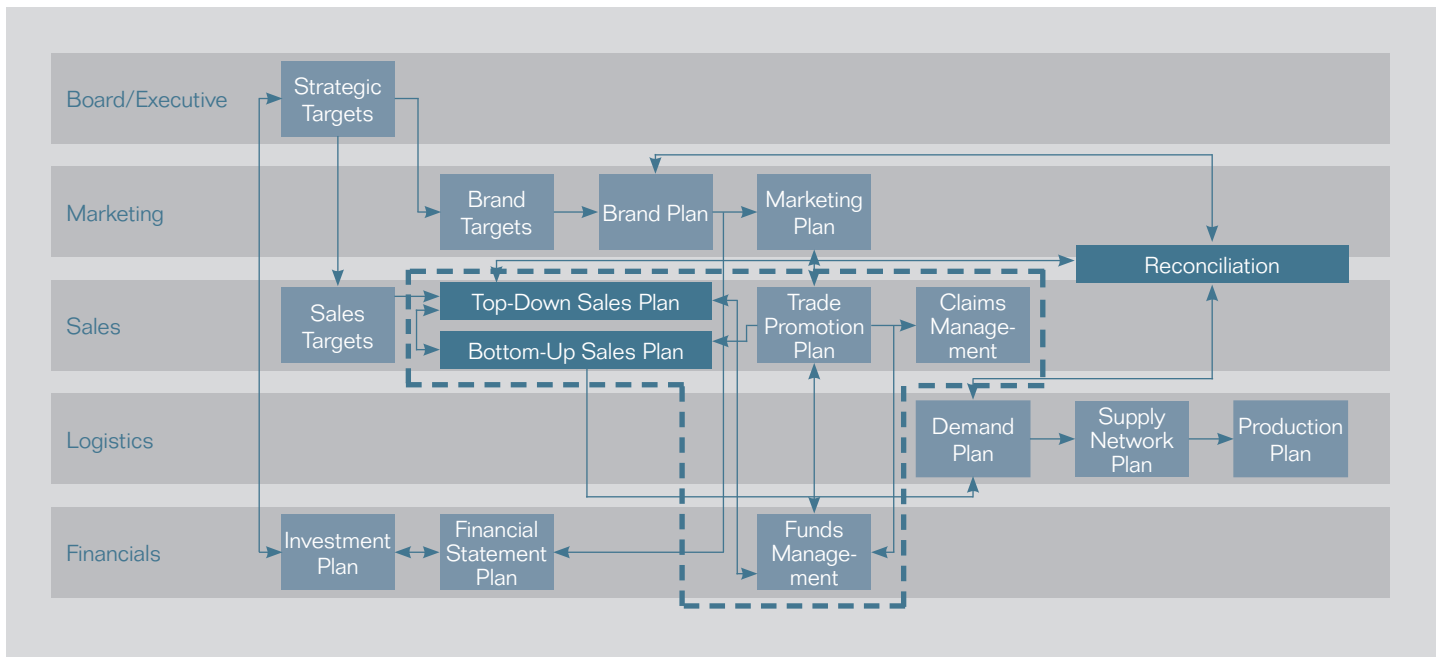 Board/Executive
Strategic
Targets
Marketing
Brand
Targets
Brand Plan
Marketing
Plan
Reconciliation
Sales
Sales
Targets
Top-Down Sales Plan
Bottom-Up Sales Plan
Trade
Promotion
Plan
Claims
Manage-
ment
Logistics
Demand
Plan
Supply
Network
Plan
Production
Plan
Financials
Investment
Plan
Financial
Statement
Plan
Funds
Manage-
ment